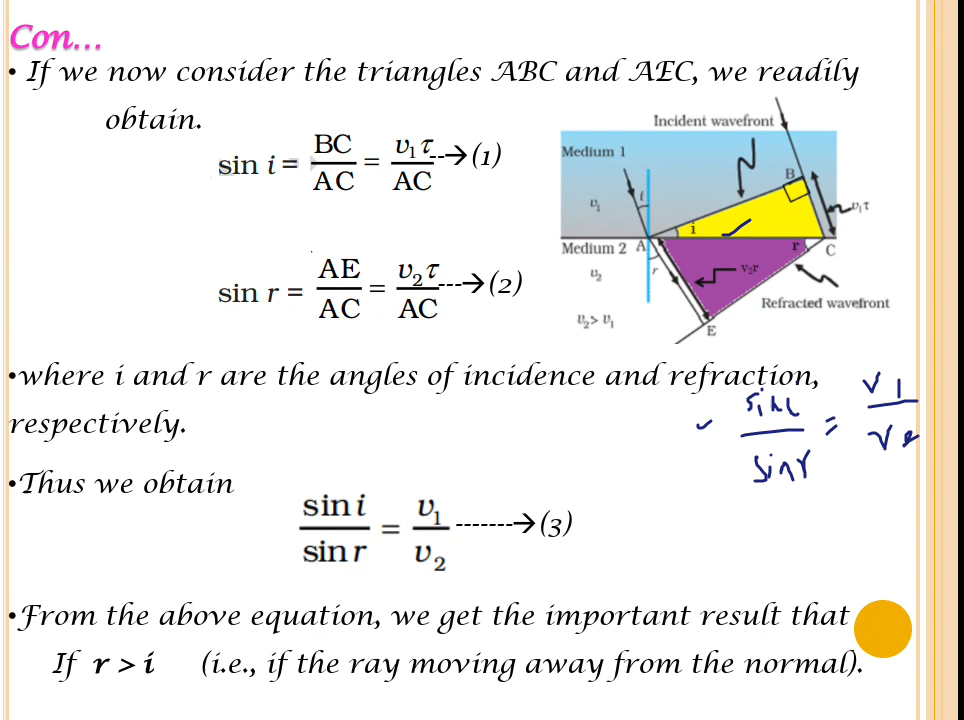 Con...
• If we now consider the triangles ABC and AEC, we readily
obtain.
sin i = BC/AC = v₁τ/AC --→(1)
Incident wavefront
Medium 1
B
v₁
i
i
v₁τ
Medium 2
A
r
C
v₂
r
v₂τ
Refracted wavefront
v₂> v₁
E
sin r = AE/AC = v₂τ/AC ---→(2)
•where i and r are the angles of incidence and refraction,
respectively.
sin i/sin r = v1/v2
•Thus we obtain
sin i/sin r = v₁/v₂ -------→(3)
•From the above equation, we get the important result that
If r > i (i.e., if the ray moving away from the normal).